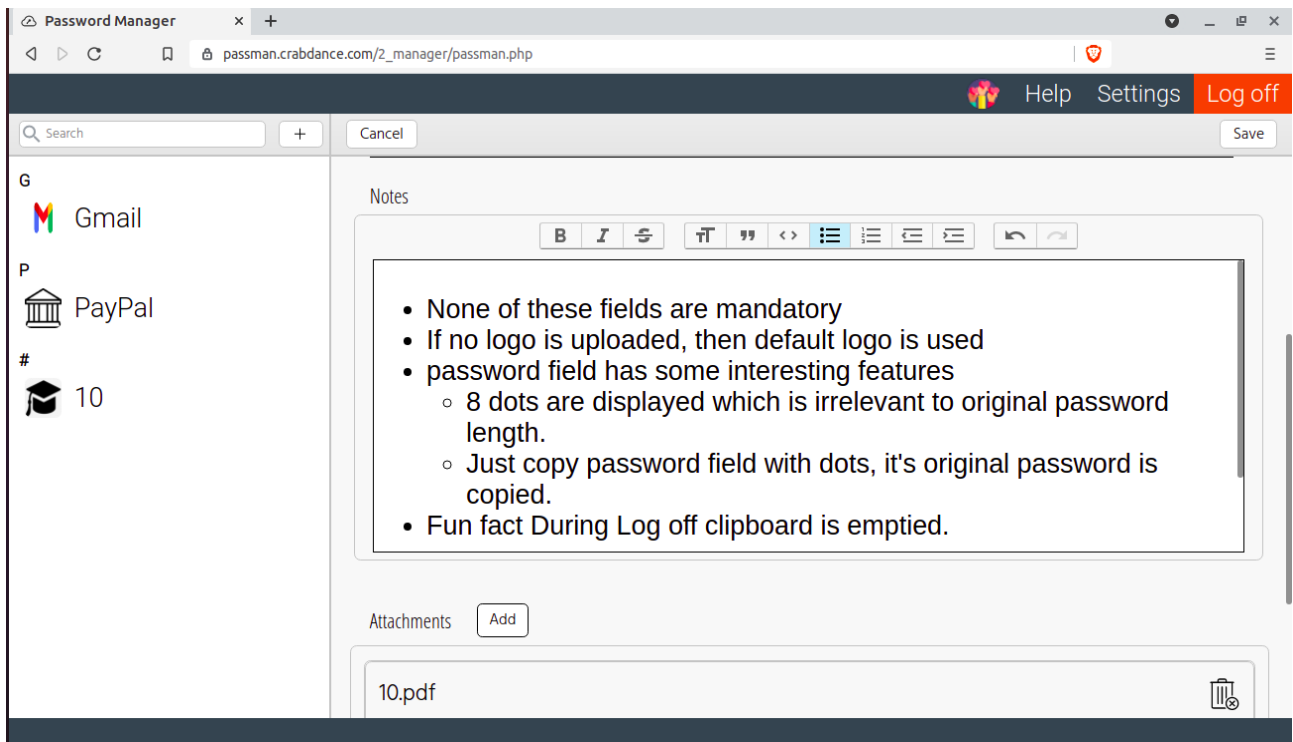 Password Manager
passman.crabdance.com/2_manager/passman.php
Help Settings Log off
Search + Cancel Save
G
Gmail
P
PayPal
#
10
Notes
B I S
None of these fields are mandatory
If no logo is uploaded, then default logo is used
password field has some interesting features
8 dots are displayed which is irrelevant to original password
length.
Just copy password field with dots, it's original password is
copied.
Fun fact During Log off clipboard is emptied.
Attachments Add
10.pdf